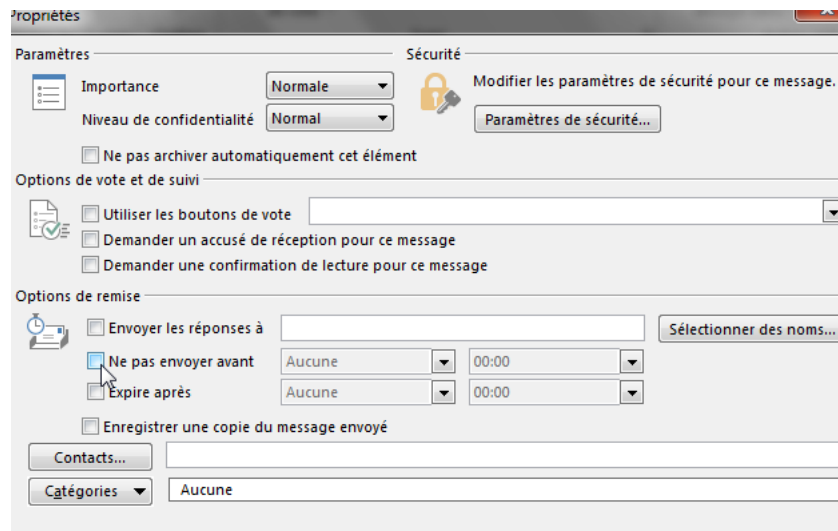 Propriétés
Paramètres
Sécurité
Importance
Normale
Modifier les paramètres de sécurité pour ce message.
Niveau de confidentialité
Normal
Paramètres de sécurité...
Ne pas archiver automatiquement cet élément
Options de vote et de suivi
Utiliser les boutons de vote
Demander un accusé de réception pour ce message
Demander une confirmation de lecture pour ce message
Options de remise
Envoyer les réponses à
Sélectionner des noms...
Ne pas envoyer avant
Aucune
00:00
Expire après
Aucune
00:00
Enregistrer une copie du message envoyé
Contacts...
Catégories
Aucune